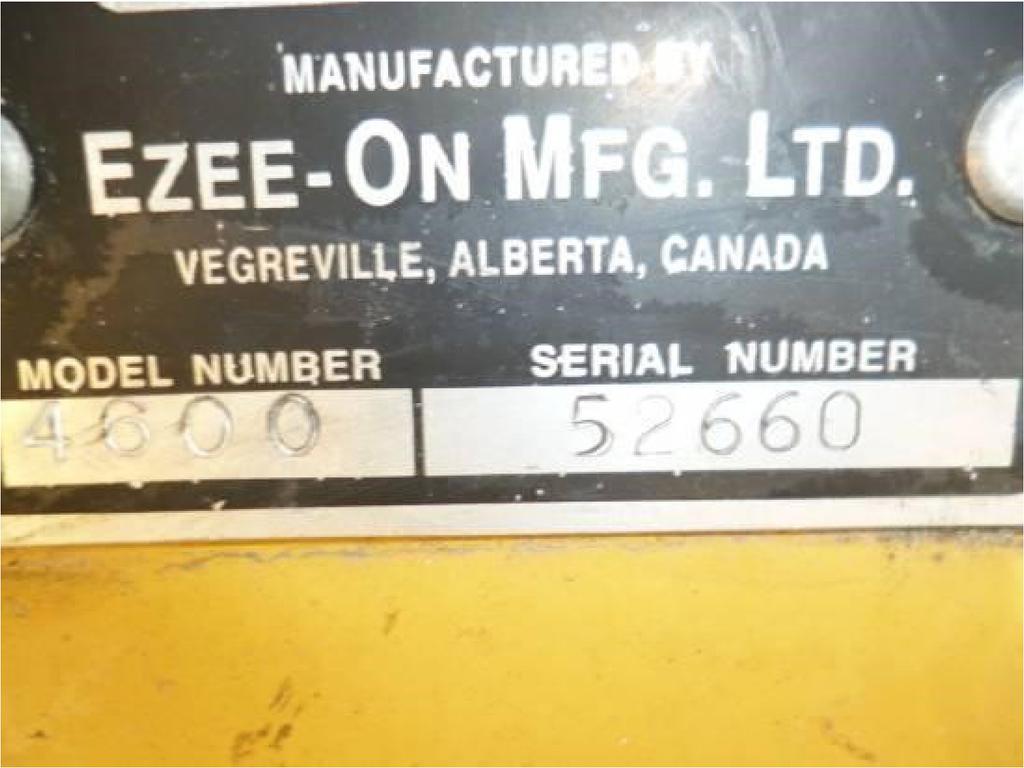 MANUFACTURED BY
EZEE-ON MFG. LTD.
VEGREVILLE, ALBERTA, CANADA
MODEL NUMBER SERIAL NUMBER
4600 52660